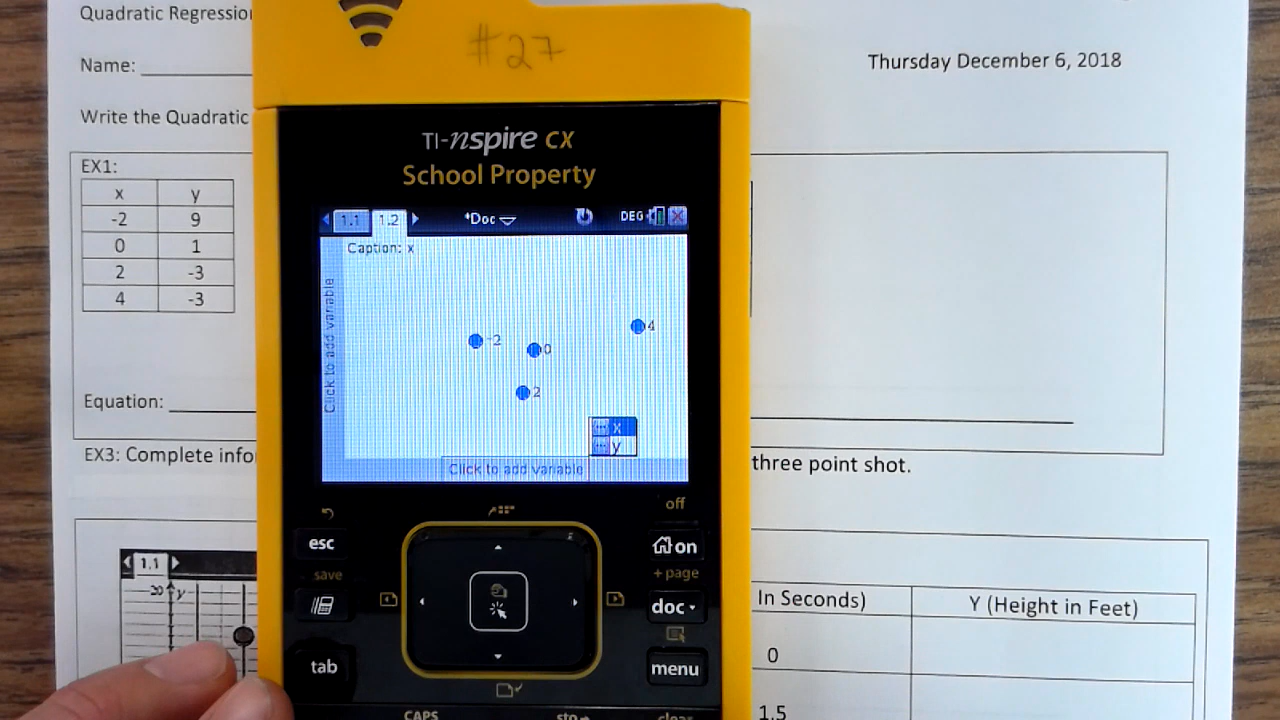 Quadratic Regression
#27
Name:
Thursday December 6, 2018
Write the Quadratic
TI-nspire CX
School Property
EX1:
x y
-2 9
0 1
2 -3
4 -3
1.1 1.2 *Doc DEG
Caption: x
Click to add variable
-2
0
4
2
x
y
Click to add variable
Equation:
EX3: Complete info
three point shot.
off
esc
on
save
+ page
doc
tab
menu
CAPS
sto
clear
1.1
20 y
In Seconds) Y (Height in Feet)
0
1.5